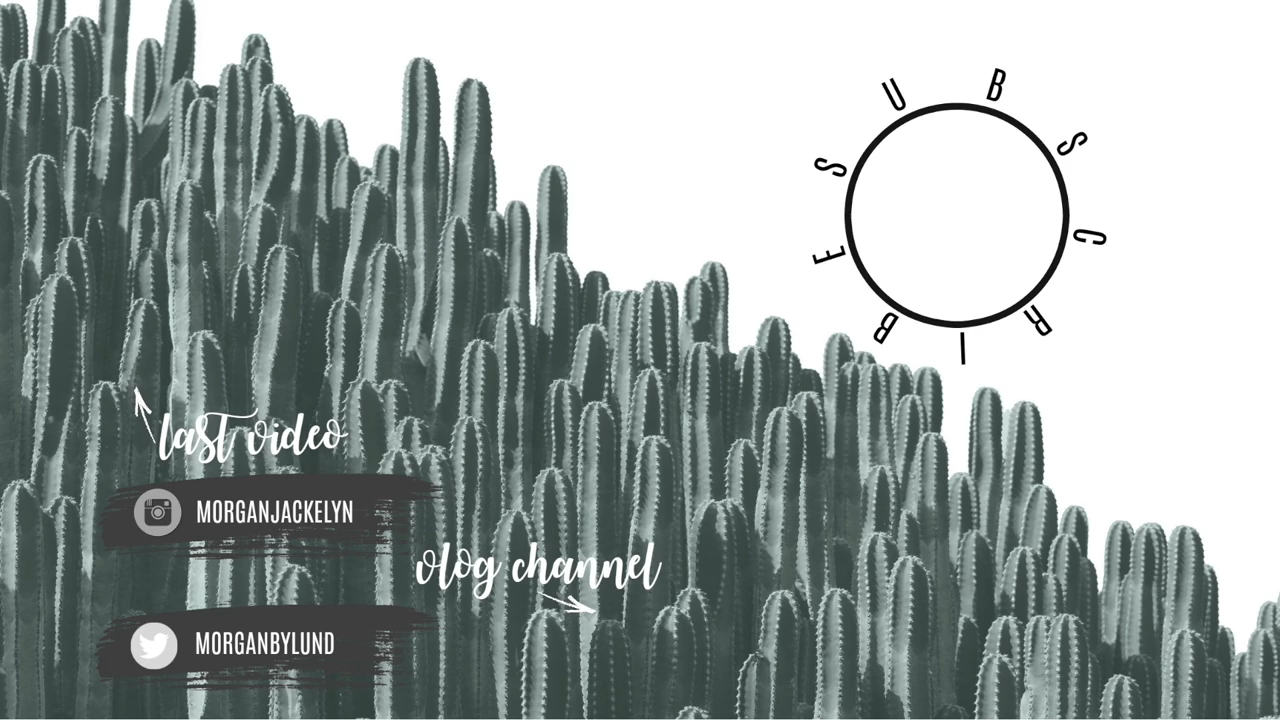 SUBSCRIBE
last video
MORGANJACKELYN
vlog channel
MORGANBYLUND